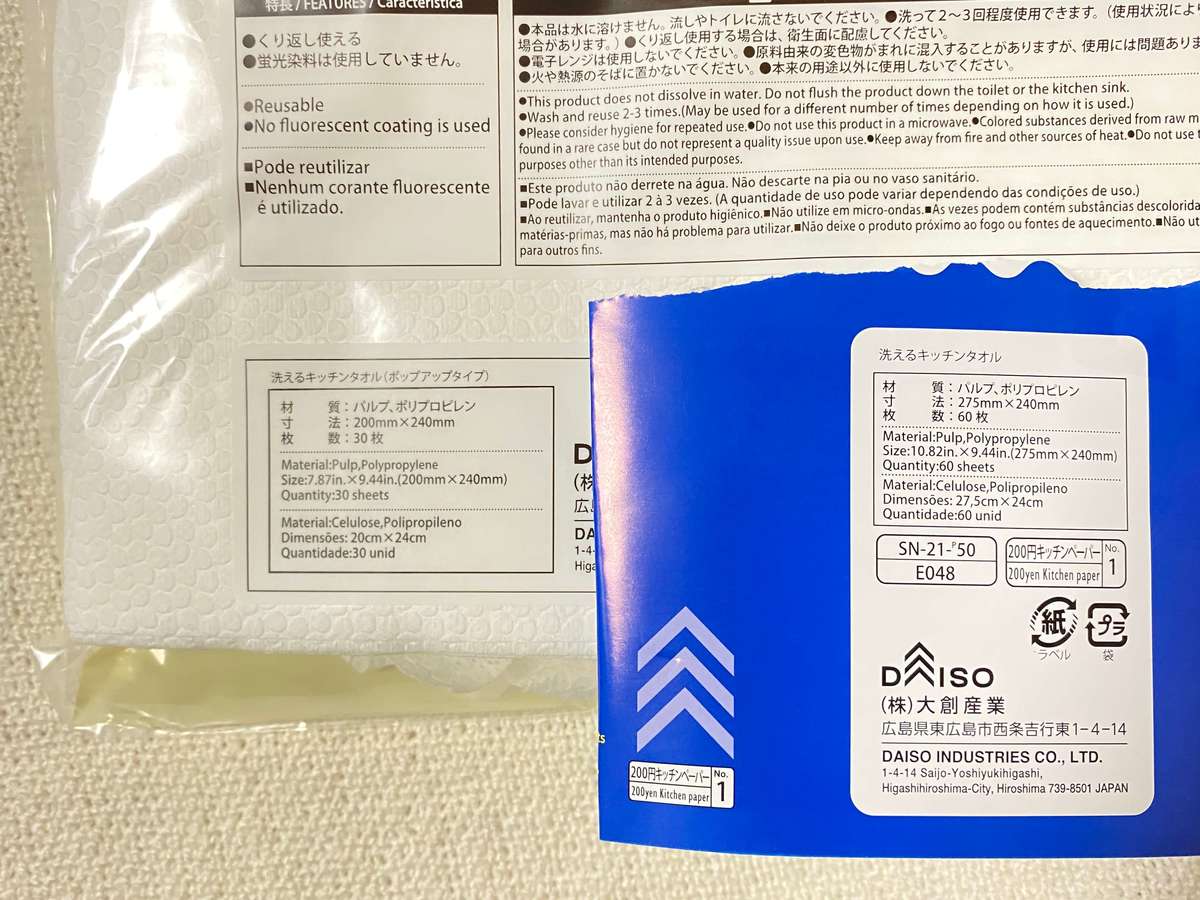 特長 / FEATURES / Característica
●くり返し使える
●蛍光染料は使用していません。
●Reusable
●No fluorescent coating is used
■Pode reutilizar
■Nenhum corante fluorescente
é utilizado.
●本品は水に溶けません。流しやトイレに流さないでください。●洗って2～3回程度使用できます。(使用状況によ
場合があります。)●くり返し使用する場合は、衛生面に配慮してください。
●電子レンジは使用しないでください。●原料由来の変色物がまれに混入することがありますが、使用には問題あり
●火や熱源のそばに置かないでください。●本来の用途以外に使用しないでください。
●This product does not dissolve in water. Do not flush the product down the toilet or the kitchen sink.
●Wash and reuse 2-3 times.(May be used for a different number of times depending on how it is used.)
●Please consider hygiene for repeated use.●Do not use this product in a microwave.●Colored substances derived from raw m
found in a rare case but do not represent a quality issue upon use.●Keep away from fire and other sources of heat.●Do not use t
purposes other than its intended purposes.
■Este produto não derrete na água. Não descarte na pia ou no vaso sanitário.
■Pode lavar e utilizar 2 à 3 vezes. (A quantidade de uso pode variar dependendo das condições de uso.)
■Ao reutilizar, mantenha o produto higiênico.■Não utilize em micro-ondas.■As vezes podem contém substâncias descolorida
matérias-primas, mas não há problema para utilizar.■Não deixe o produto próximo ao fogo ou fontes de aquecimento.■Não ut
para outros fins.
洗えるキッチンタオル(ポップアップタイプ)
材 質:パルプ、ポリプロピレン
寸 法:200mm×240mm
枚 数:30枚
Material:Pulp,Polypropylene
Size:7.87in.×9.44in.(200mm×240mm)
Quantity:30 sheets
Material:Celulose,Polipropileno
Dimensões: 20cm×24cm
Quantidade:30 unid
D
(株
広
DA
1-4-
Higa
洗えるキッチンタオル
材 質:パルプ、ポリプロピレン
寸 法:275mm×240mm
枚 数:60枚
Material:Pulp,Polypropylene
Size:10.82in.×9.44in.(275mm×240mm)
Quantity:60 sheets
Material:Celulose,Polipropileno
Dimensões: 27,5cm×24cm
Quantidade:60 unid
SN-21-P50
E048
200円キッチンペーパー No.
200yen Kitchen paper 1
紙 プラ
ラベル 袋
DAISO
(株)大創産業
広島県東広島市西条吉行東1-4-14
DAISO INDUSTRIES CO., LTD.
1-4-14 Saijo-Yoshiyukihigashi,
Higashihiroshima-City, Hiroshima 739-8501 JAPAN
200円キッチンペーパー No.
200yen Kitchen paper 1